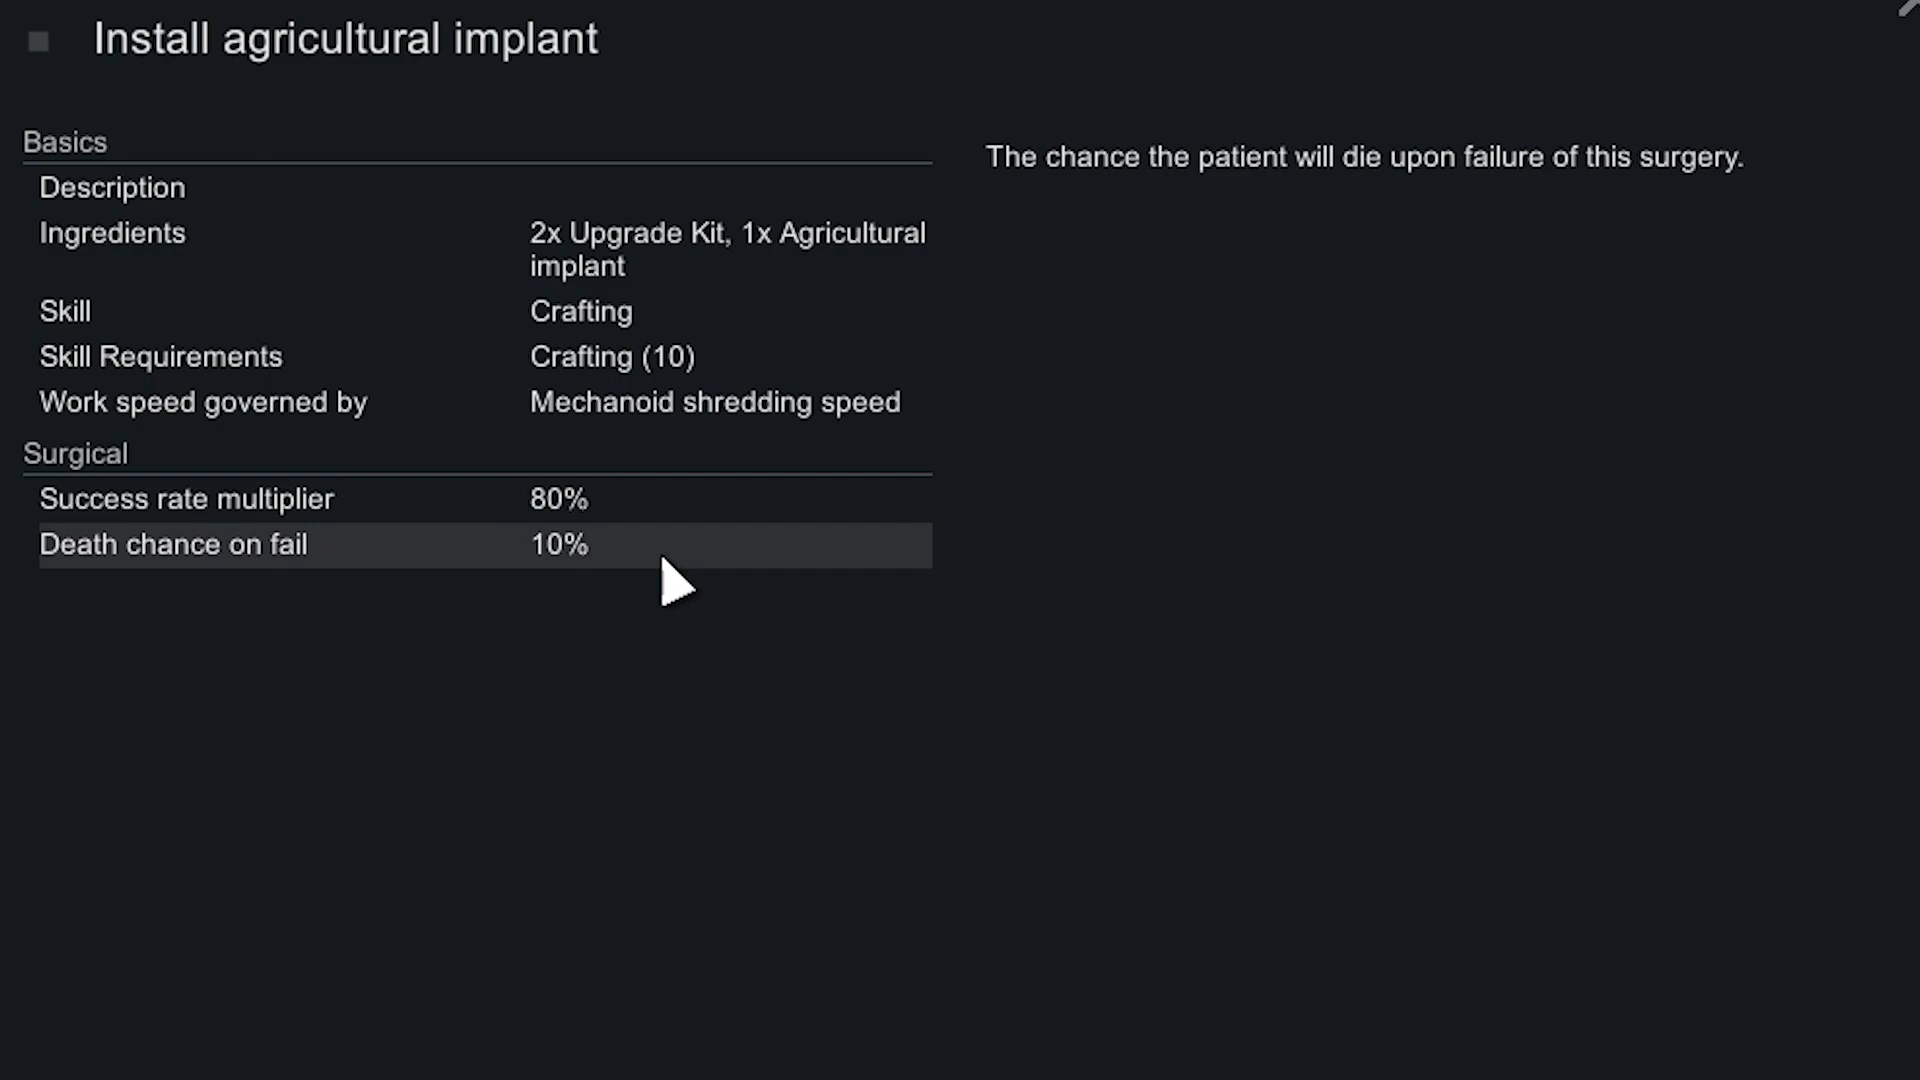 Install agricultural implant
Basics
The chance the patient will die upon failure of this surgery.
Description
Ingredients 2x Upgrade Kit, 1x Agricultural
implant
Skill Crafting
Skill Requirements Crafting (10)
Work speed governed by Mechanoid shredding speed
Surgical
Success rate multiplier 80%
Death chance on fail 10%